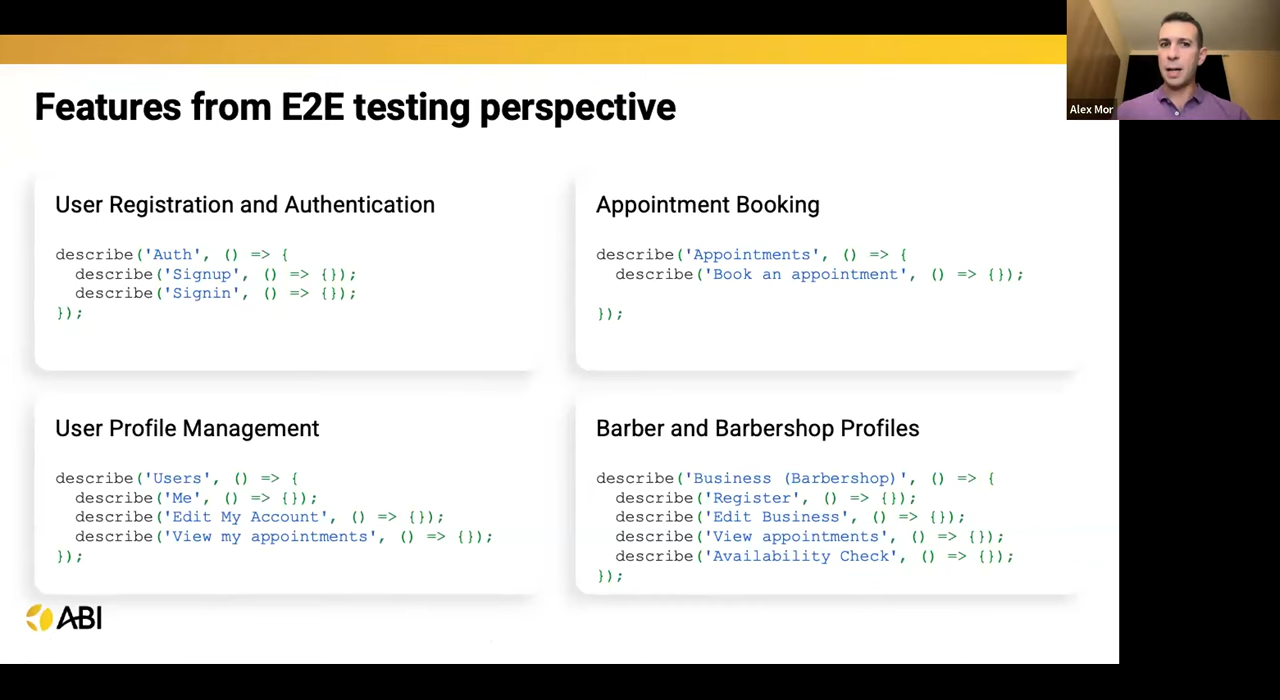 Features from E2E testing perspective
Alex Mor
User Registration and Authentication
describe('Auth', () => {
  describe('Signup', () => {});
  describe('Signin', () => {});
});
Appointment Booking
describe('Appointments', () => {
  describe('Book an appointment', () => {});
});
User Profile Management
describe('Users', () => {
  describe('Me', () => {});
  describe('Edit My Account', () => {});
  describe('View my appointments', () => {});
});
Barber and Barbershop Profiles
describe('Business (Barbershop)', () => {
  describe('Register', () => {});
  describe('Edit Business', () => {});
  describe('View appointments', () => {});
  describe('Availability Check', () => {});
});
ABI